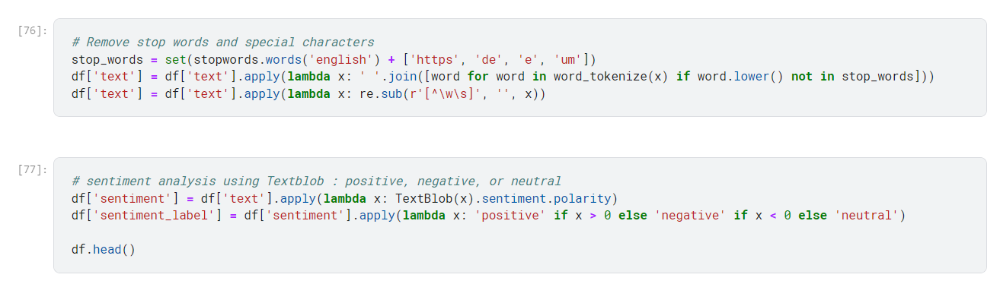 [76]:
# Remove stop words and special characters
stop_words = set(stopwords.words('english') + ['https', 'de', 'e', 'um'])
df['text'] = df['text'].apply(lambda x: ' '.join([word for word in word_tokenize(x) if word.lower() not in stop_words]))
df['text'] = df['text'].apply(lambda x: re.sub(r'[^\w\s]', '', x))
[77]:
# sentiment analysis using Textblob : positive, negative, or neutral
df['sentiment'] = df['text'].apply(lambda x: TextBlob(x).sentiment.polarity)
df['sentiment_label'] = df['sentiment'].apply(lambda x: 'positive' if x > 0 else 'negative' if x < 0 else 'neutral')
df.head()